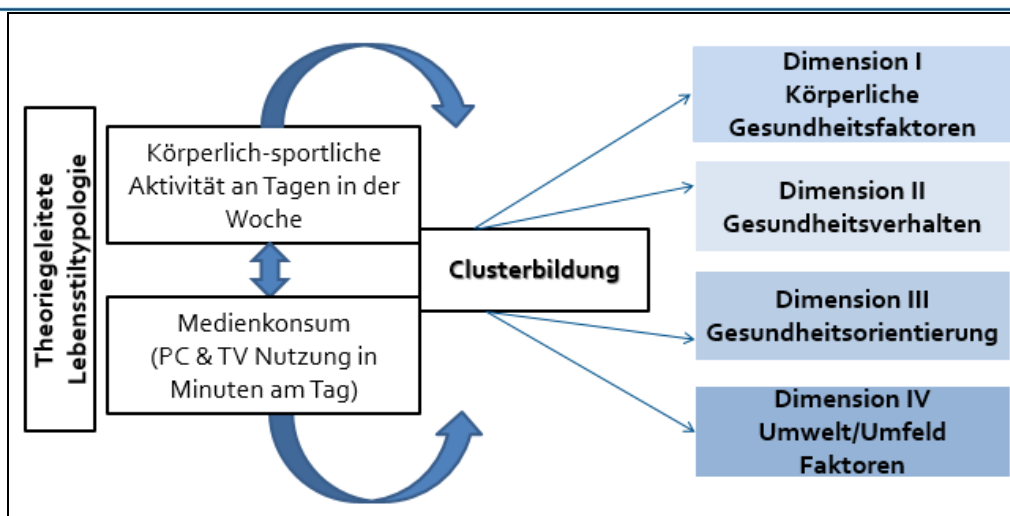 Theoriegeleitete
Lebensstiltypologie
Körperlich-sportliche
Aktivität an Tagen in der
Woche
Medienkonsum
(PC & TV Nutzung in
Minuten am Tag)
Clusterbildung
Dimension I
Körperliche
Gesundheitsfaktoren
Dimension II
Gesundheitsverhalten
Dimension III
Gesundheitsorientierung
Dimension IV
Umwelt/Umfeld
Faktoren